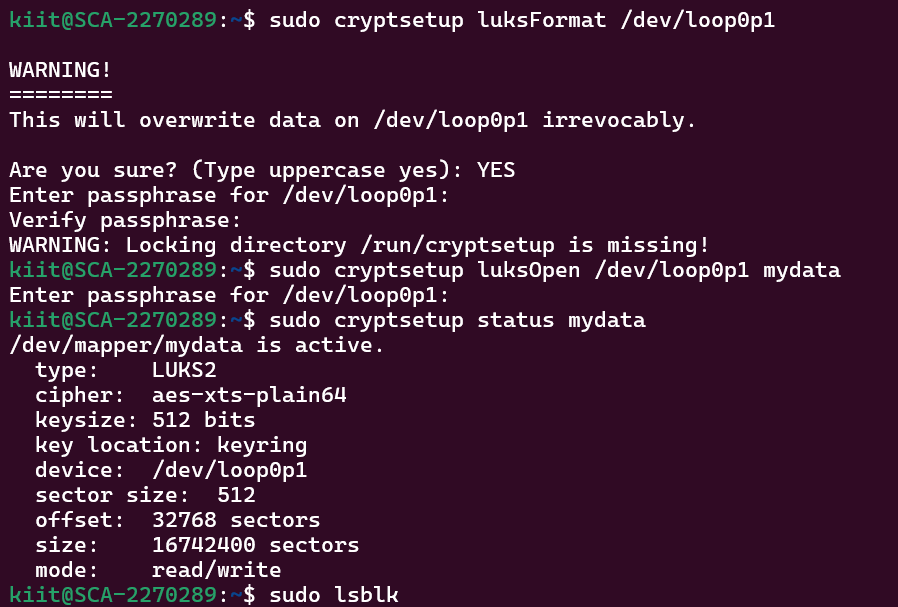 kiit@SCA-2270289:~$ sudo cryptsetup luksFormat /dev/loop0p1
WARNING!
========
This will overwrite data on /dev/loop0p1 irrevocably.
Are you sure? (Type uppercase yes): YES
Enter passphrase for /dev/loop0p1:
Verify passphrase:
WARNING: Locking directory /run/cryptsetup is missing!
kiit@SCA-2270289:~$ sudo cryptsetup luksOpen /dev/loop0p1 mydata
Enter passphrase for /dev/loop0p1:
kiit@SCA-2270289:~$ sudo cryptsetup status mydata
/dev/mapper/mydata is active.
  type:    LUKS2
  cipher:  aes-xts-plain64
  keysize: 512 bits
  key location: keyring
  device:  /dev/loop0p1
  sector size:  512
  offset:  32768 sectors
  size:    16742400 sectors
  mode:    read/write
kiit@SCA-2270289:~$ sudo lsblk